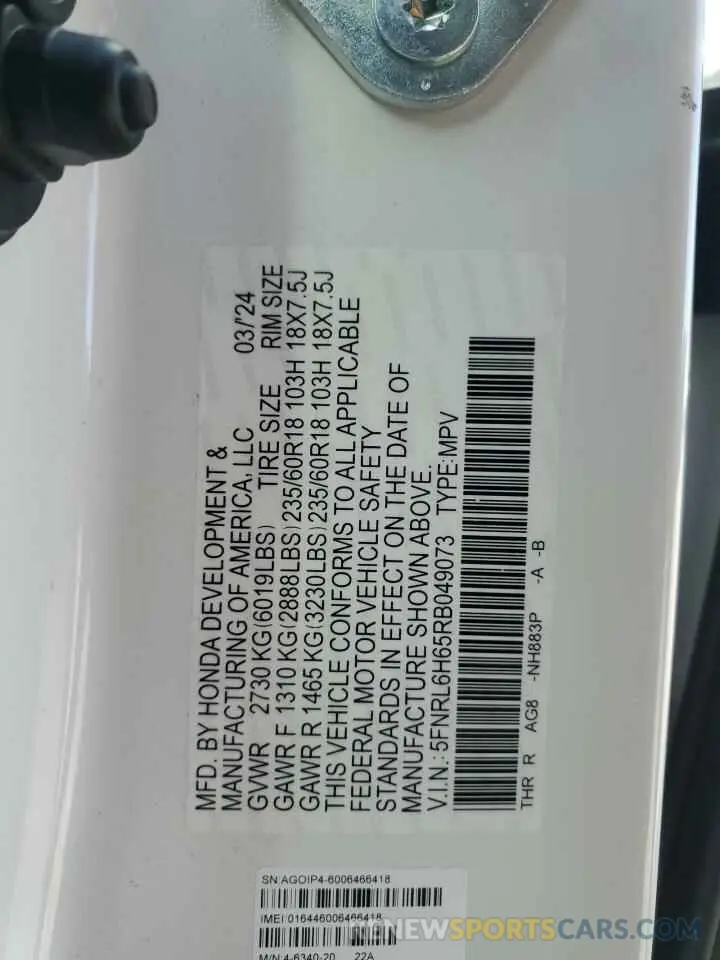 MFD. BY HONDA DEVELOPMENT &
MANUFACTURING OF AMERICA, LLC 03/'24
GVWR 2730 KG(6019LBS) TIRE SIZE RIM SIZE
GAWR F 1310 KG(2888LBS) 235/60R18 103H 18X7.5J
GAWR R 1465 KG(3230LBS) 235/60R18 103H 18X7.5J
THIS VEHICLE CONFORMS TO ALL APPLICABLE
FEDERAL MOTOR VEHICLE SAFETY
STANDARDS IN EFFECT ON THE DATE OF
MANUFACTURE SHOWN ABOVE.
V.I.N.: 5FNRL6H65RB049073 TYPE:MPV
THR R AG8 -NH883P -A -B
SN:AGOIP4-6006466418
IMEI:016446006466418
M/N:4-6340-20 22A
RENEWSPORTSCARS.COM